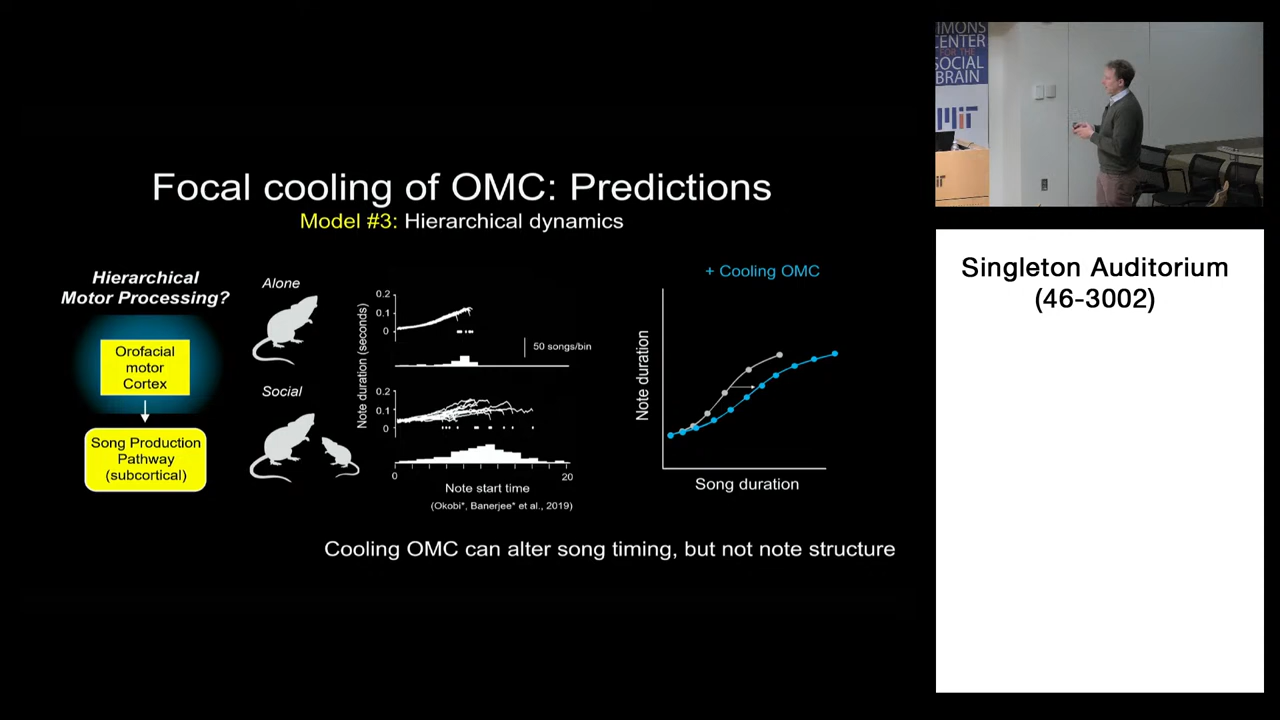 Focal cooling of OMC: Predictions
Model #3: Hierarchical dynamics
Hierarchical
Motor Processing?
Orofacial
motor
Cortex
Song Production
Pathway
(subcortical)
Alone
Social
Note duration (seconds)
0.2
0.1
0
50 songs/bin
0.2
0.1
0
0
20
Note start time
(Okobi*, Banerjee* et al., 2019)
+ Cooling OMC
Note duration
Song duration
Cooling OMC can alter song timing, but not note structure
SIMONS
CENTER
FOR THE
SOCIAL
BRAIN
MIT
Singleton Auditorium
(46-3002)